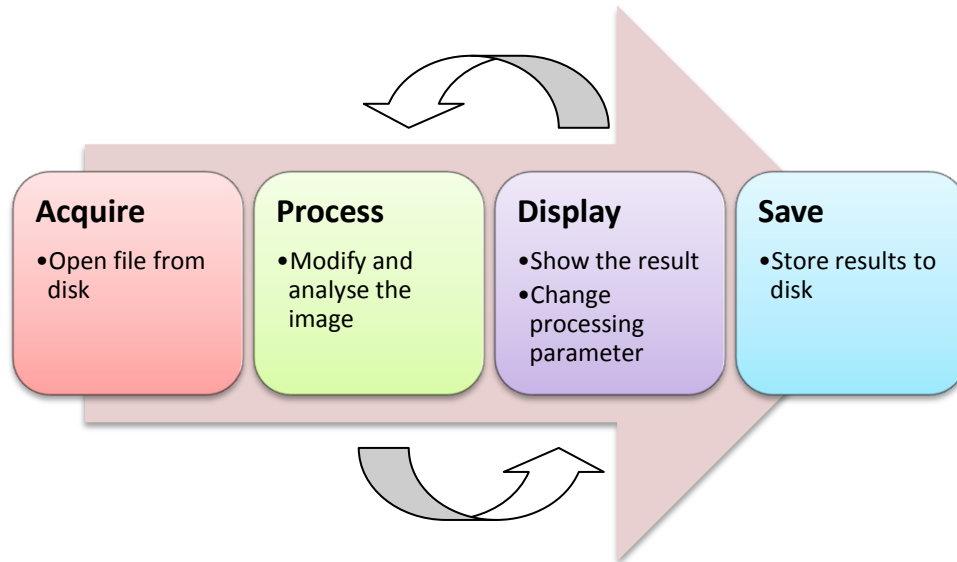 Acquire
•Open file from
disk
Process
•Modify and
analyse the
image
Display
•Show the result
•Change
processing
parameter
Save
•Store results to
disk